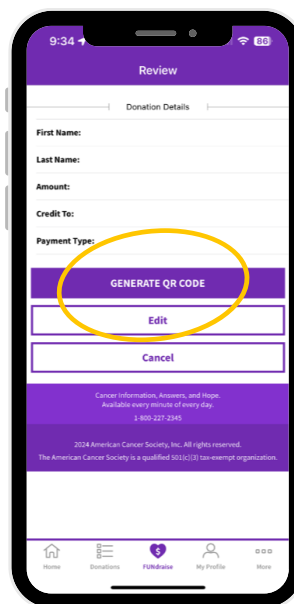 9:34
86
Review
Donation Details
First Name:
Last Name:
Amount:
Credit To:
Payment Type:
GENERATE QR CODE
Edit
Cancel
Cancer Information, Answers, and Hope.
Available every minute of every day.
1-800-227-2345
2024 American Cancer Society, Inc. All rights reserved.
The American Cancer Society is a qualified 501(c)(3) tax-exempt organization.
$
Home Donations FUNdraise My Profile More